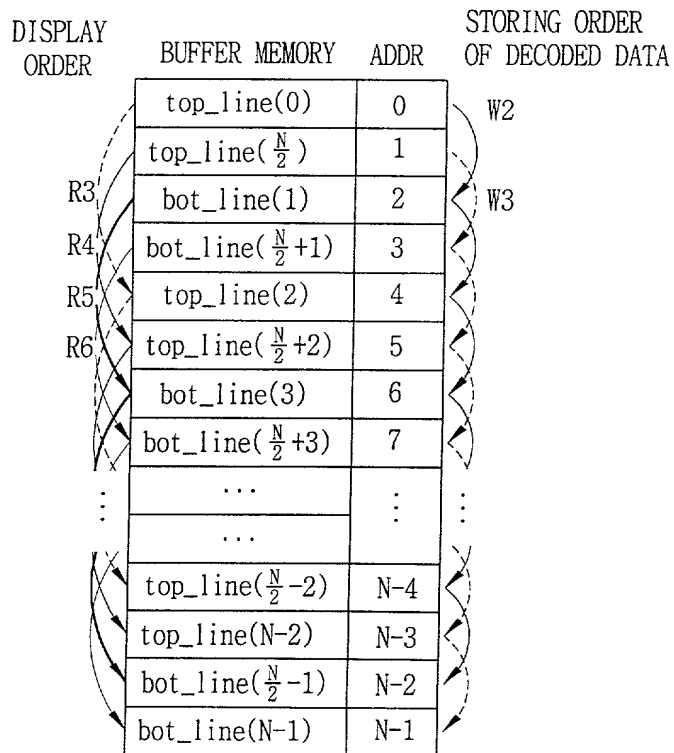 DISPLAY ORDER
BUFFER MEMORY
ADDR
STORING ORDER OF DECODED DATA
top_line(0) 0
top_line(N/2) 1
bot_line(1) 2
bot_line(N/2+1) 3
top_line(2) 4
top_line(N/2+2) 5
bot_line(3) 6
bot_line(N/2+3) 7
... ⋮
...
top_line(N/2-2) N-4
top_line(N-2) N-3
bot_line(N/2-1) N-2
bot_line(N-1) N-1
R3
R4
R5
R6
⋮
W2
W3
⋮